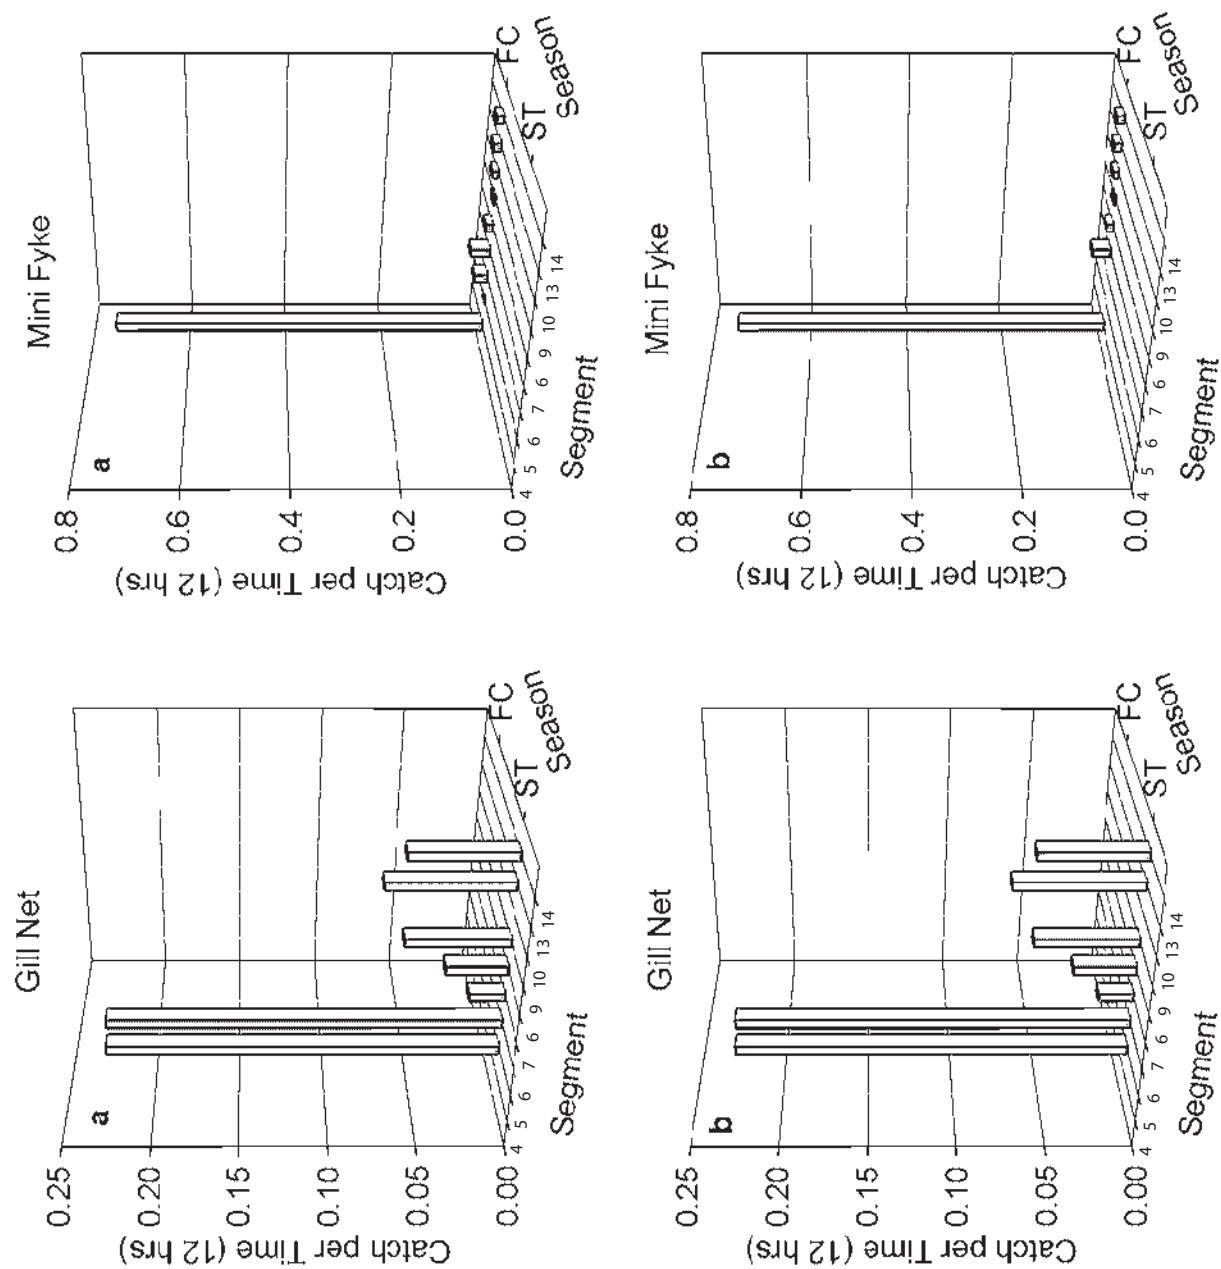 Gill Net
a
0.25
0.20
0.15
0.10
0.05
0.00
Catch per Time (12 hrs)
4 5 6 7 6 9 10 13 14
Segment
ST FC
Season
Mini Fyke
a
0.8
0.6
0.4
0.2
0.0
Catch per Time (12 hrs)
4 5 6 7 6 9 10 13 14
Segment
ST FC
Season
Gill Net
b
0.25
0.20
0.15
0.10
0.05
0.00
Catch per Time (12 hrs)
4 5 6 7 6 9 10 13 14
Segment
ST FC
Season
Mini Fyke
b
0.8
0.6
0.4
0.2
0.0
Catch per Time (12 hrs)
4 5 6 7 6 9 10 13 14
Segment
ST FC
Season